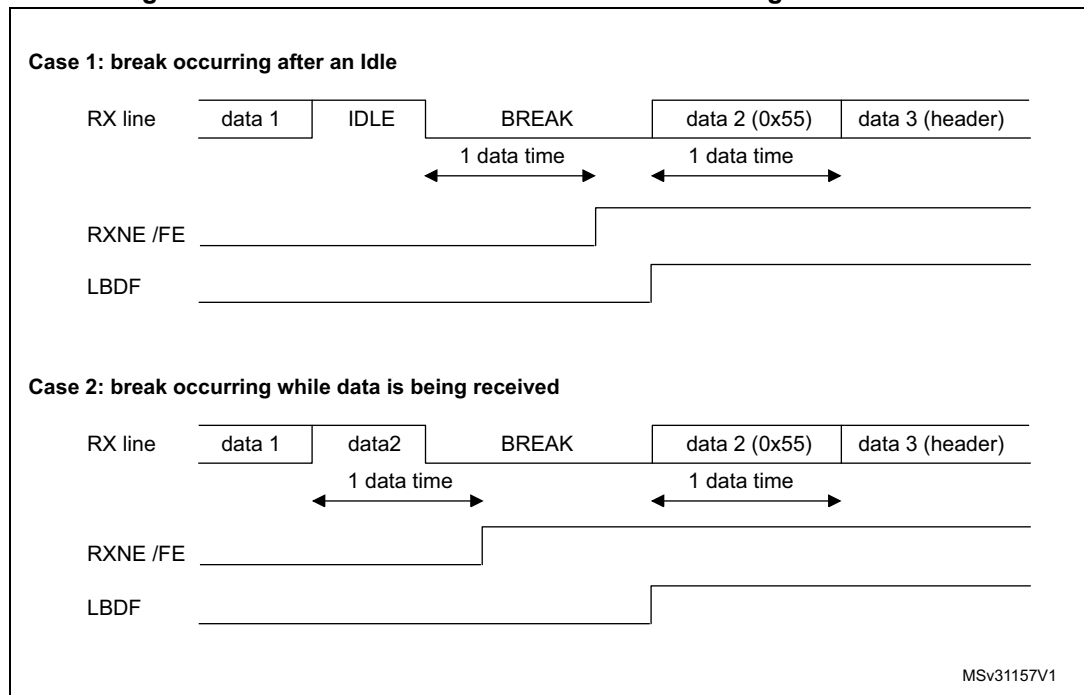 Case 1: break occurring after an Idle
RX line data 1 IDLE BREAK data 2 (0x55) data 3 (header)
1 data time 1 data time
RXNE /FE
LBDF
Case 2: break occurring while data is being received
RX line data 1 data2 BREAK data 2 (0x55) data 3 (header)
1 data time 1 data time
RXNE /FE
LBDF
MSv31157V1